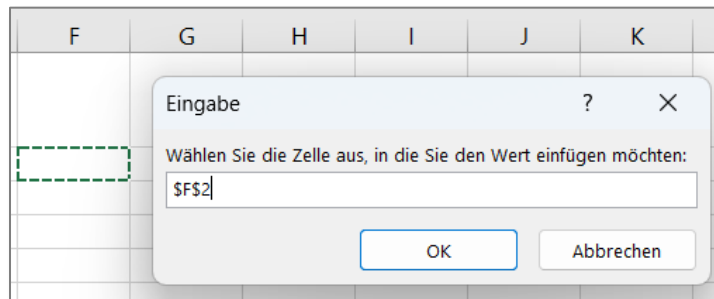 F G H I J K
Eingabe ? ×
Wählen Sie die Zelle aus, in die Sie den Wert einfügen möchten:
$F$2
OK Abbrechen